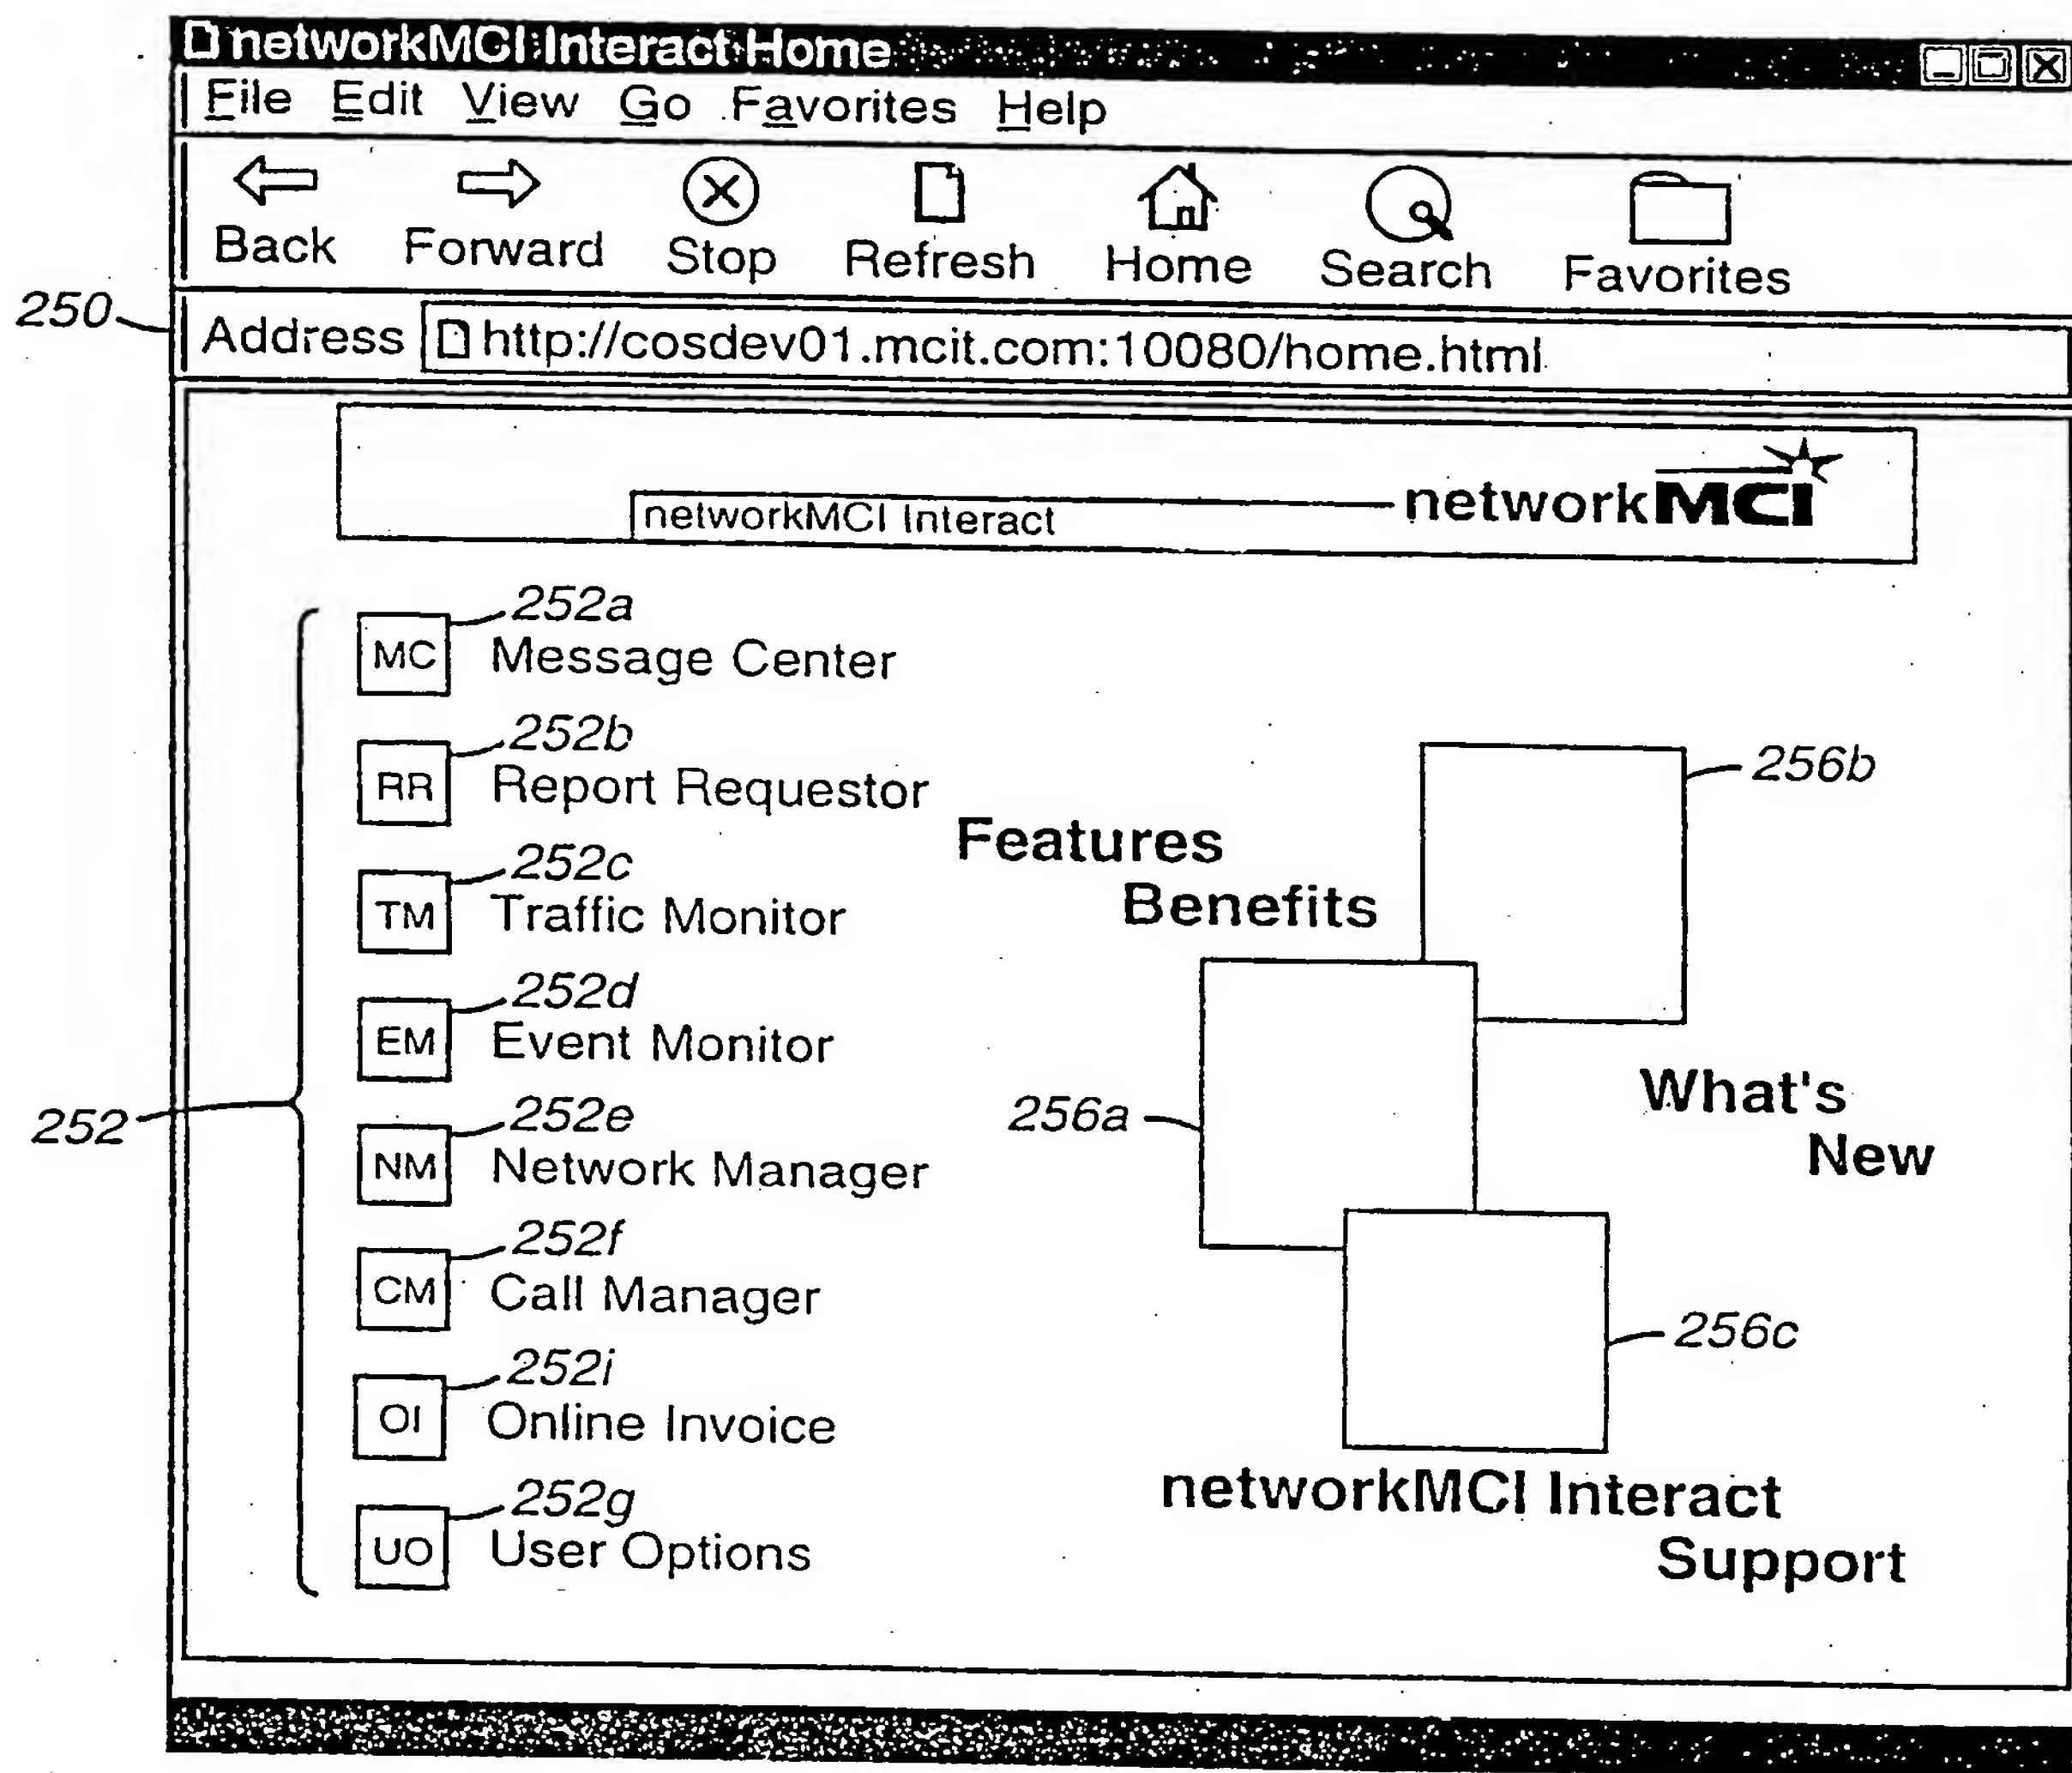 networkMCI Interact Home
File Edit View Go Favorites Help
Back Forward Stop Refresh Home Search Favorites
250
Address http://cosdev01.mcit.com:10080/home.html
networkMCI Interact
networkMCI
252
252a
MC Message Center
252b
RR Report Requestor
252c
TM Traffic Monitor
252d
EM Event Monitor
252e
NM Network Manager
252f
CM Call Manager
252i
OI Online Invoice
252g
UO User Options
256b
Features
Benefits
256a
What's
New
256c
networkMCI Interact
Support